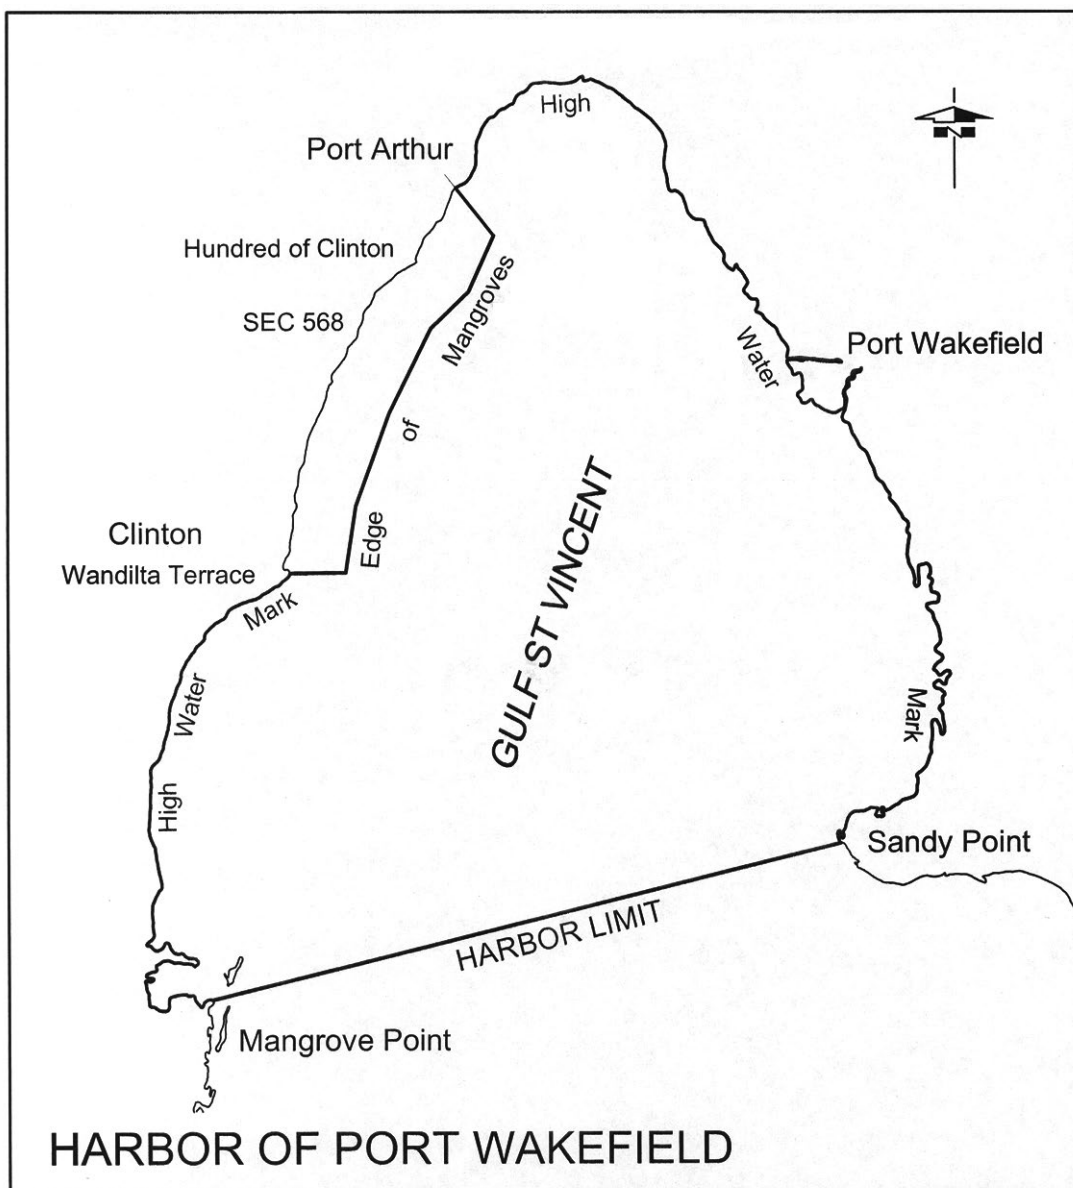 High
Port Arthur
N
Hundred of Clinton
Mangroves
SEC 568
Water
Port Wakefield
of
Edge
Clinton
Wandilta Terrace
Mark
GULF ST VINCENT
Water
Mark
High
Sandy Point
HARBOR LIMIT
Mangrove Point
HARBOR OF PORT WAKEFIELD